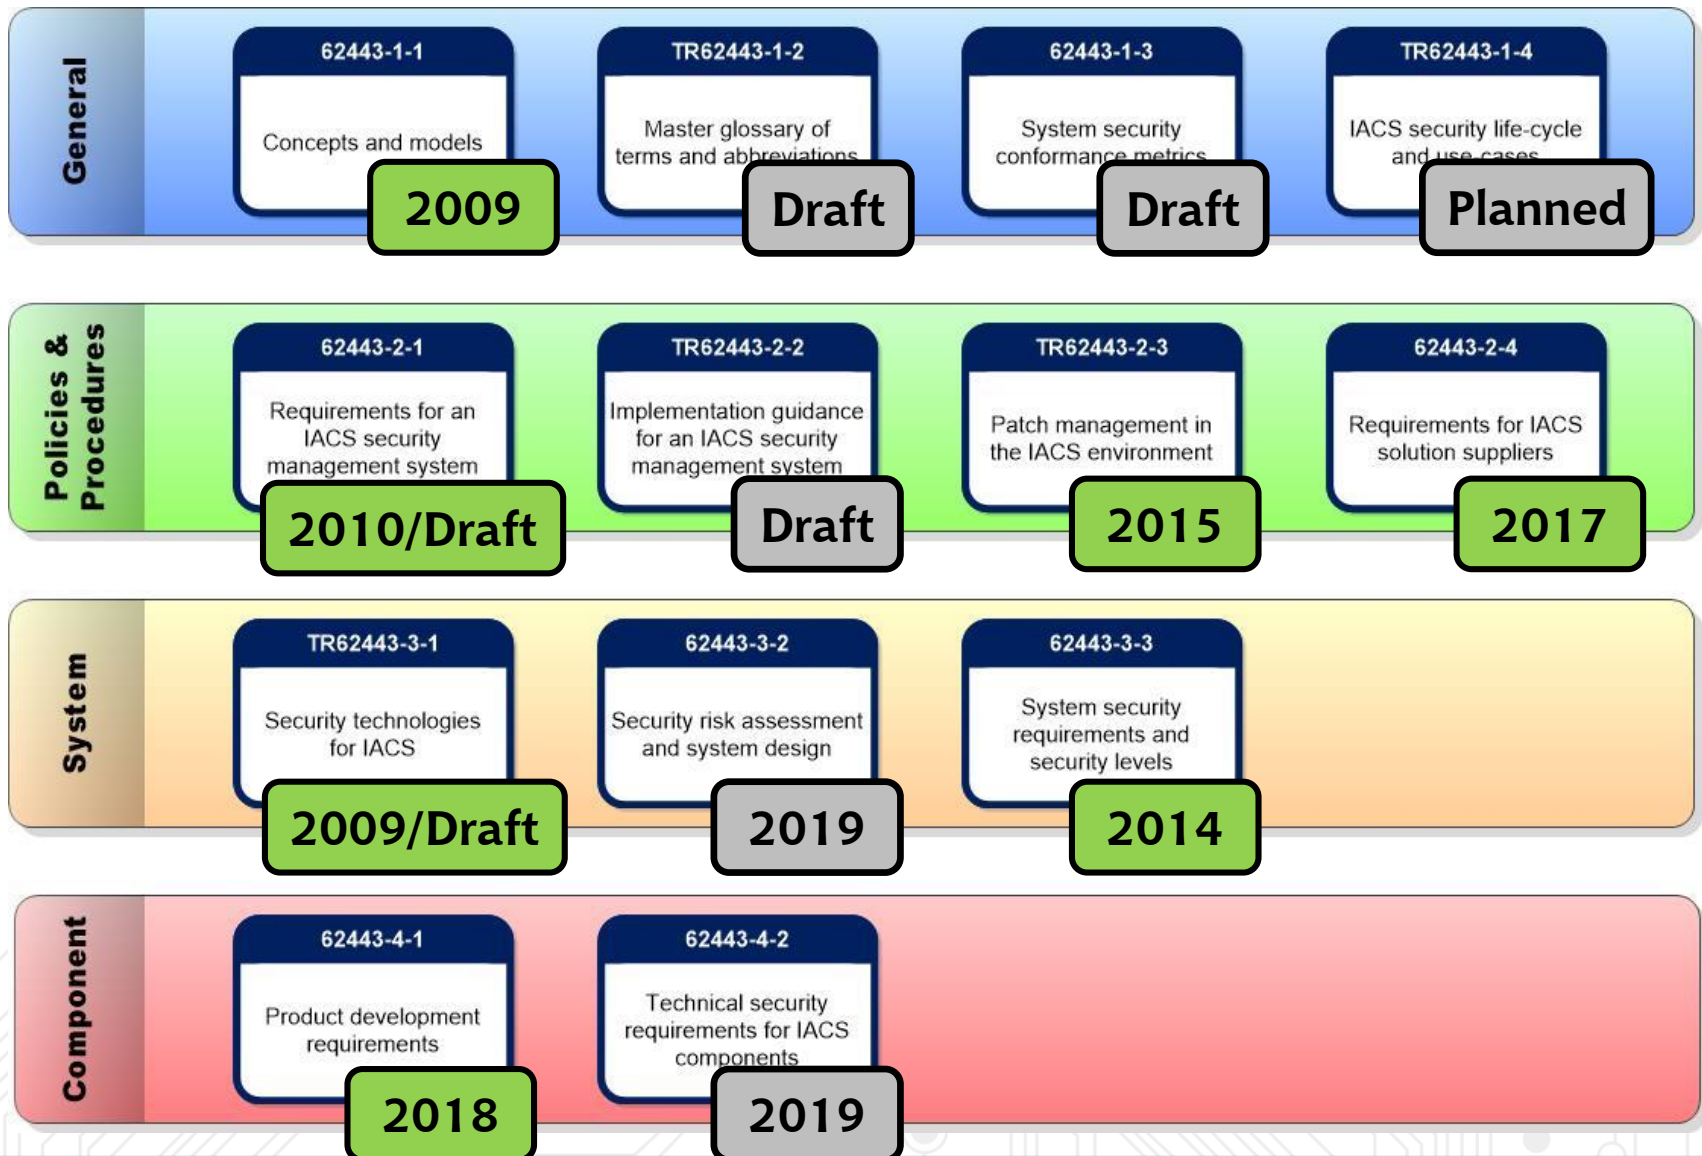 General
62443-1-1
Concepts and models
2009
TR62443-1-2
Master glossary of
terms and abbreviations
Draft
62443-1-3
System security
conformance metrics
Draft
TR62443-1-4
IACS security life-cycle
and use-cases
Planned
Policies &
Procedures
62443-2-1
Requirements for an
IACS security
management system
2010/Draft
TR62443-2-2
Implementation guidance
for an IACS security
management system
Draft
TR62443-2-3
Patch management in
the IACS environment
2015
62443-2-4
Requirements for IACS
solution suppliers
2017
System
TR62443-3-1
Security technologies
for IACS
2009/Draft
62443-3-2
Security risk assessment
and system design
2019
62443-3-3
System security
requirements and
security levels
2014
Component
62443-4-1
Product development
requirements
2018
62443-4-2
Technical security
requirements for IACS
components
2019